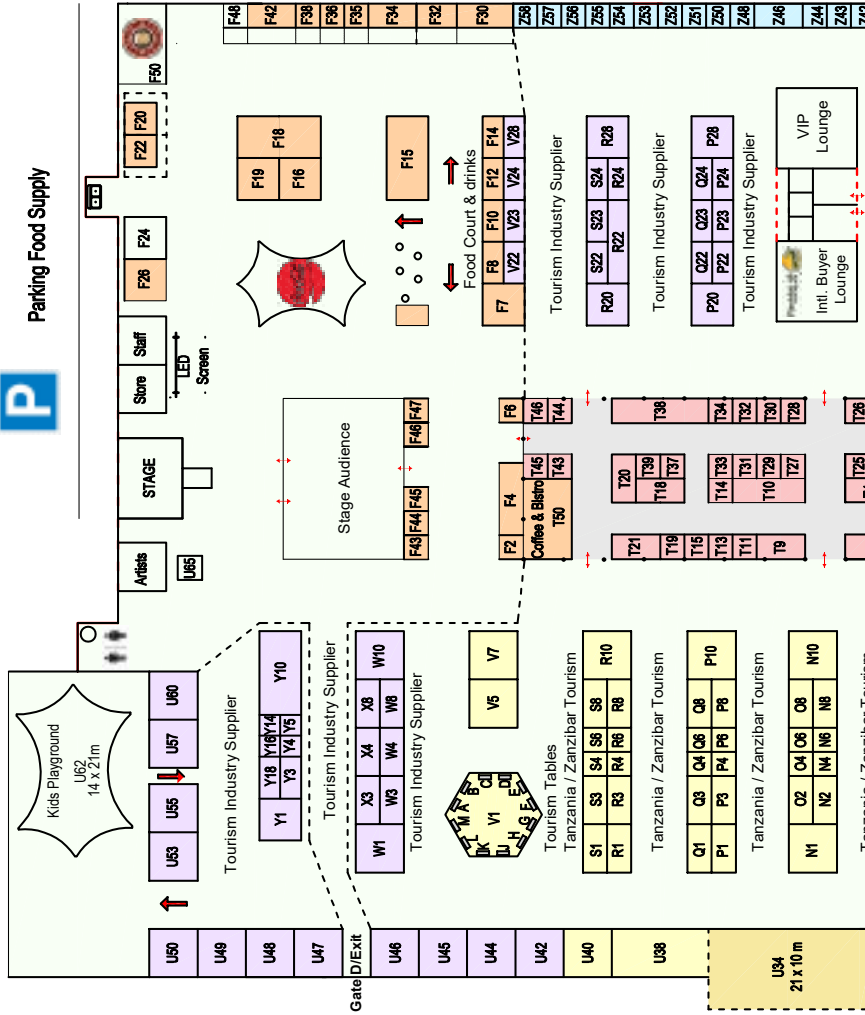 F48
F42
F38
F36
F35
F34
F32
F30
Z58
Z57
Z56
Z55
Z54
Z53
Z52
Z51
Z50
Z48
Z46
Z44
Z43
F50
F20
F22
Parking Food Supply
F24
F26
Staff
Store
LED
Screen
P
STAGE
Artists
U65
F18
F19
F16
F15
Food Court & drinks
F14
F12
F10
F8
F7
V28
V24
V23
V22
Tourism Industry Supplier
R28
S24
R24
S23
S22
R22
R20
Tourism Industry Supplier
P28
Q24
P24
Q23
P23
Q22
P22
P20
Tourism Industry Supplier
VIP
Lounge
Intl. Buyer
Lounge
Stage Audience
F47
F46
F45
F44
F43
F6
F4
F2
T46
T44
T45
T43
Coffee & Bistro
T50
T38
T34
T32
T30
T28
T26
T20
T39
T37
T18
T33
T14
T31
T29
T27
T10
T25
T21
T19
T15
T13
T11
T9
Kids Playground
U62
14 x 21m
U60
U57
U55
U53
Tourism Industry Supplier
Y10
Y14
Y16
Y5
Y4
Y18
Y3
Y1
Tourism Industry Supplier
W10
X8
W8
X4
W4
X3
W3
W1
Tourism Industry Supplier
V7
V5
V1
A
B
C
D
E
F
G
H
J
K
L
M
Tourism Tables
Tanzania / Zanzibar Tourism
R10
S8
R8
S6
R6
S4
R4
S3
R3
S1
R1
Tanzania / Zanzibar Tourism
P10
Q8
P8
Q6
P6
Q4
P4
Q3
P3
Q1
P1
Tanzania / Zanzibar Tourism
N10
O8
N8
O6
N6
O4
N4
O2
N2
N1
U50
U49
U48
U47
Gate D/Exit
U46
U45
U44
U42
U40
U38
U34
21 x 10 m